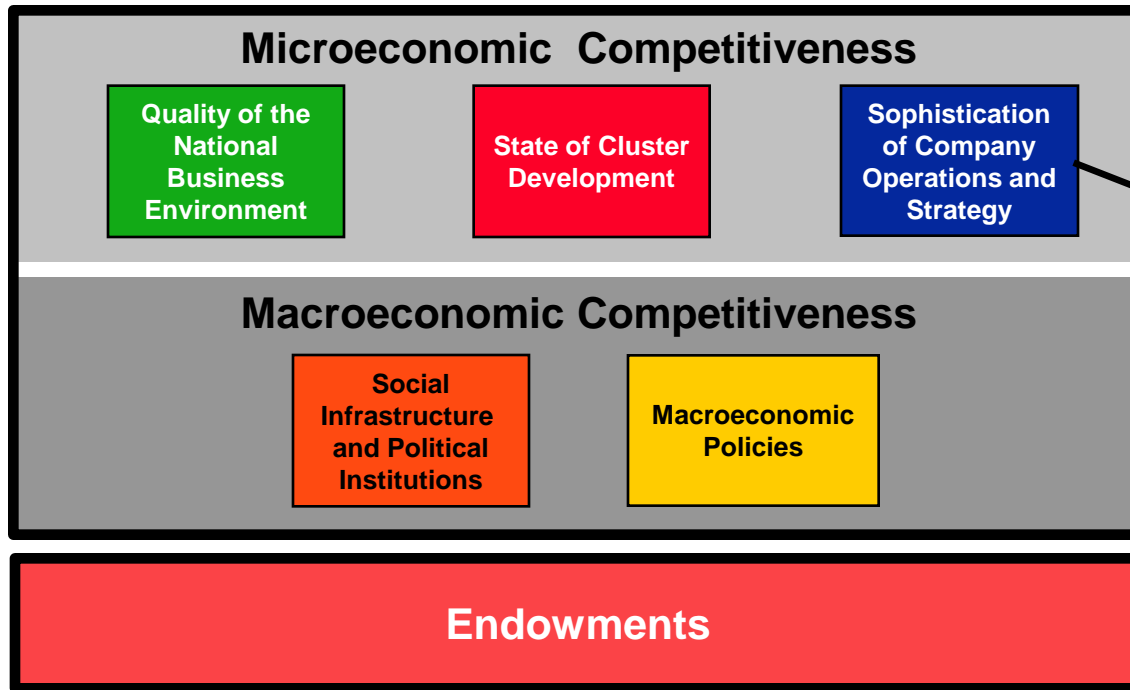 Microeconomic Competitiveness
Quality of the
National
Business
Environment
State of Cluster
Development
Sophistication
of Company
Operations and
Strategy
Macroeconomic Competitiveness
Social
Infrastructure
and Political
Institutions
Macroeconomic
Policies
Endowments